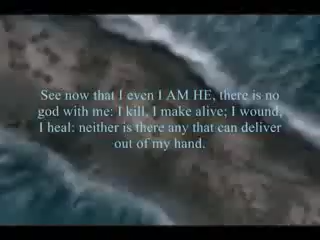 See now that I even I AM HE, there is no
god with me: I kill, I make alive; I wound,
I heal: neither is there any that can deliver
out of my hand.